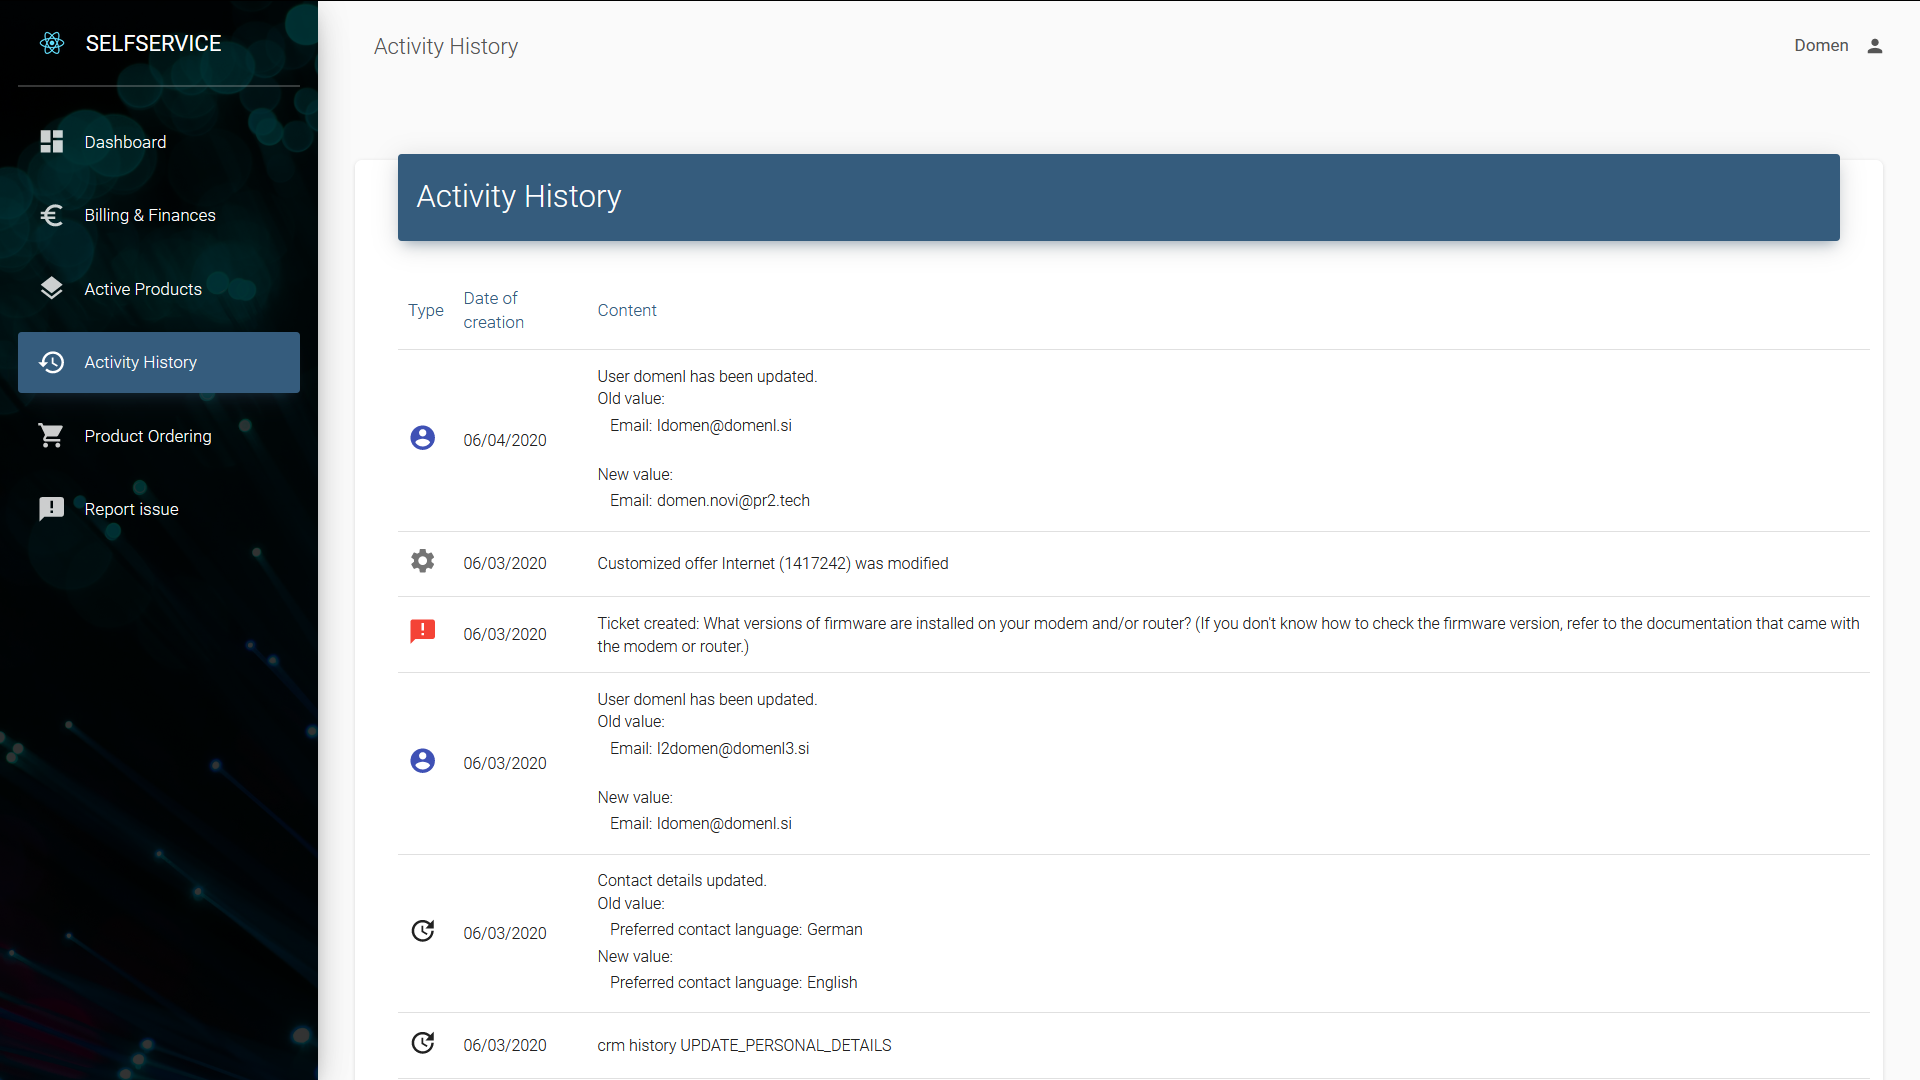 SELFSERVICE
Dashboard
Billing & Finances
Active Products
Activity History
Product Ordering
Report issue
Activity History
Domen
Activity History
Type
Date of
creation
Content
06/04/2020
User domenl has been updated.
Old value:
Email: ldomen@domenl.si
New value:
Email: domen.novi@pr2.tech
06/03/2020
Customized offer Internet (1417242) was modified
06/03/2020
Ticket created: What versions of firmware are installed on your modem and/or router? (If you don't know how to check the firmware version, refer to the documentation that came with
the modem or router.)
06/03/2020
User domenl has been updated.
Old value:
Email: l2domen@domenl3.si
New value:
Email: ldomen@domenl.si
06/03/2020
Contact details updated.
Old value:
Preferred contact language: German
New value:
Preferred contact language: English
06/03/2020
crm history UPDATE_PERSONAL_DETAILS